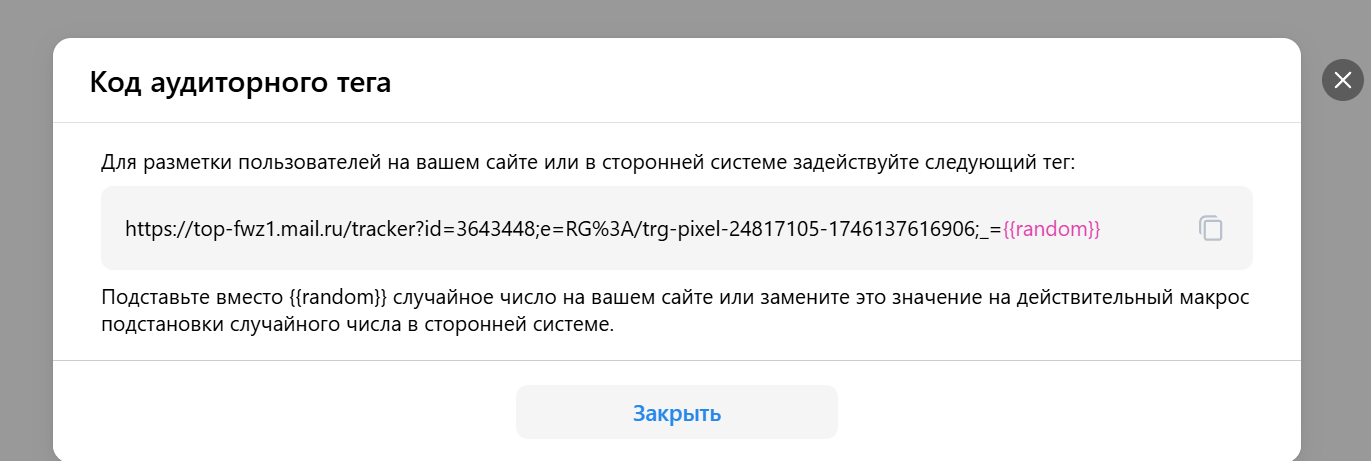 Код аудиторного тега
Для разметки пользователей на вашем сайте или в сторонней системе задействуйте следующий тег:
https://top-fwz1.mail.ru/tracker?id=3643448;e=RG%3A/trg-pixel-24817105-1746137616906;_={{random}}
Подставьте вместо {{random}} случайное число на вашем сайте или замените это значение на действительный макрос
подстановки случайного числа в сторонней системе.
Закрыть